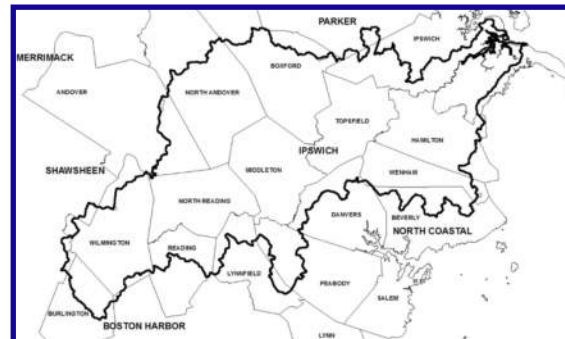 PARKER
IPSWICH
MERRIMACK
BOXFORD
ANDOVER
NORTH ANDOVER
TOPSFIELD
HAMILTON
IPSWICH
SHAWSHEEN
MIDDLETON
WENHAM
NORTH READING
DANVERS
BEVERLY
NORTH COASTAL
WILMINGTON
READING
LYNNFIELD
PEABODY
SALEM
BURLINGTON
BOSTON HARBOR
LYNN